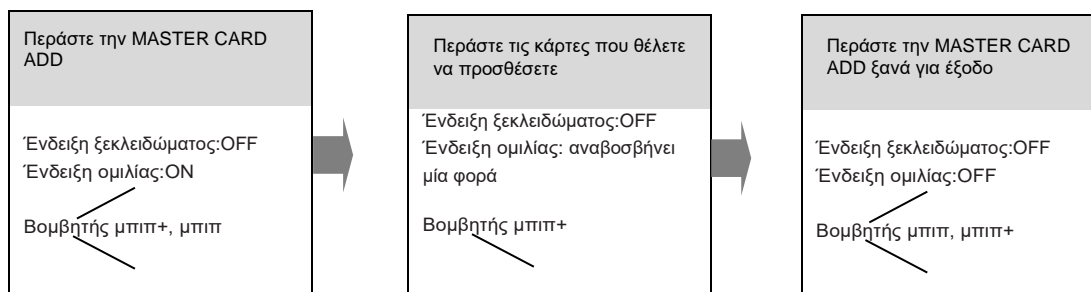 Περάστε την MASTER CARD
ADD
Ένδειξη ξεκλειδώματος:OFF
Ένδειξη ομιλίας:ON
Βομβητής μπιπ+, μπιπ
Περάστε τις κάρτες που θέλετε
να προσθέσετε
Ένδειξη ξεκλειδώματος:OFF
Ένδειξη ομιλίας: αναβοσβήνει
μία φορά
Βομβητής μπιπ+
Περάστε την MASTER CARD
ADD ξανά για έξοδο
Ένδειξη ξεκλειδώματος:OFF
Ένδειξη ομιλίας:OFF
Βομβητής μπιπ, μπιπ+